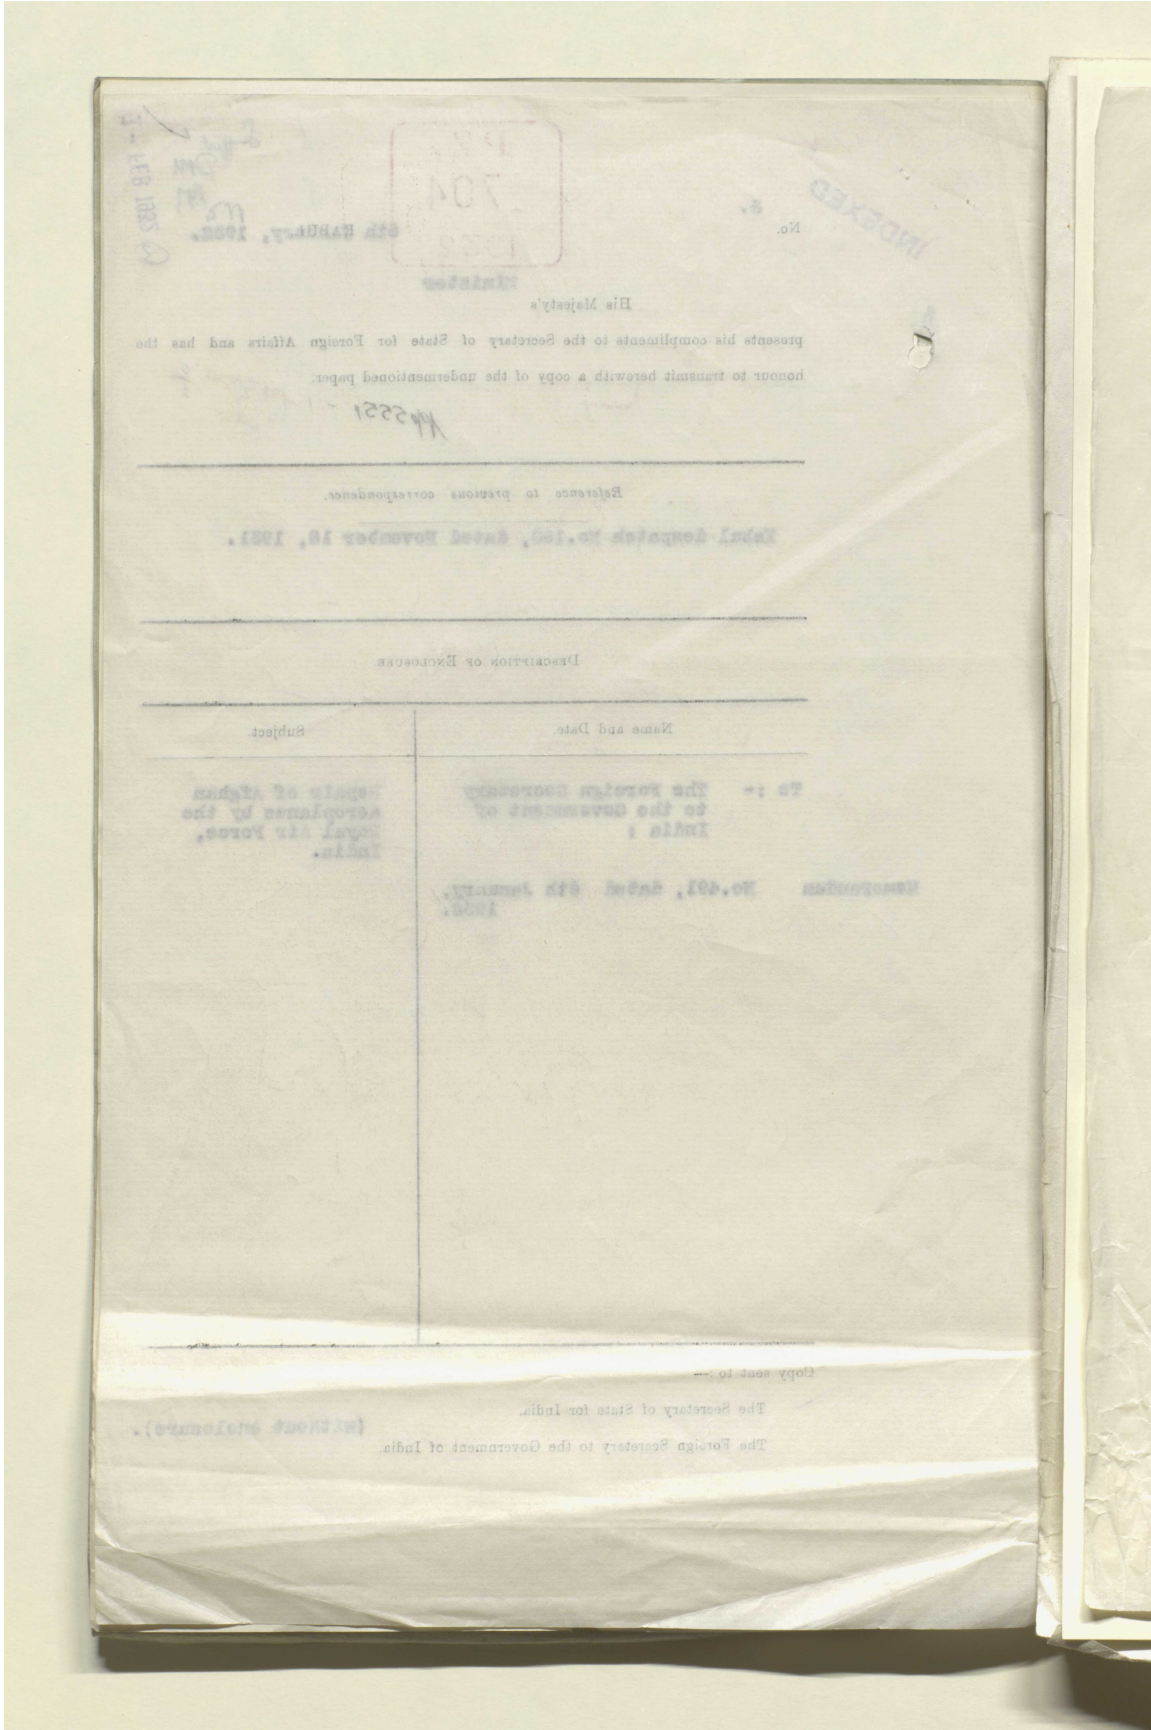 INDEXED
P.Z.
704
1932
FEB 1932
No. 3.
6th January, 1932.
Minister
His Majesty's
presents his compliments to the Secretary of State for Foreign Affairs and has the
honour to transmit herewith a copy of the undermentioned paper.
5551
Reference to previous correspondence.
Kabul despatch dated November 1931.
DESCRIPTION OF ENCLOSURE.
Name and Date. Subject.
To :- The Foreign Secretary
to the Government of
India ;
Memorandum No.491, dated 6th January,
1932.
Repair of Afghan
aeroplanes by the
Royal Air Force,
India.
Copy sent to :—
The Secretary of State for India.
The Foreign Secretary to the Government of India. (without enclosure).